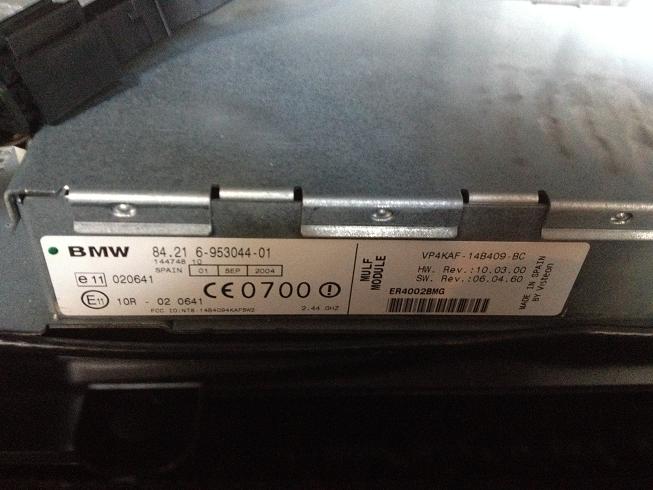 BMW 84.21 6-953044-01
144748 10
SPAIN 01 SEP 2004
e11 020641
CE0700
E11 10R - 02 0641
2.44 GHZ
MULF
MODULE
VP4KAF-14B409-BC
HW. Rev.:10.03.00
SW. Rev.:06.04.60
ER4002BMG
MADE IN SPAIN
BY Visteon